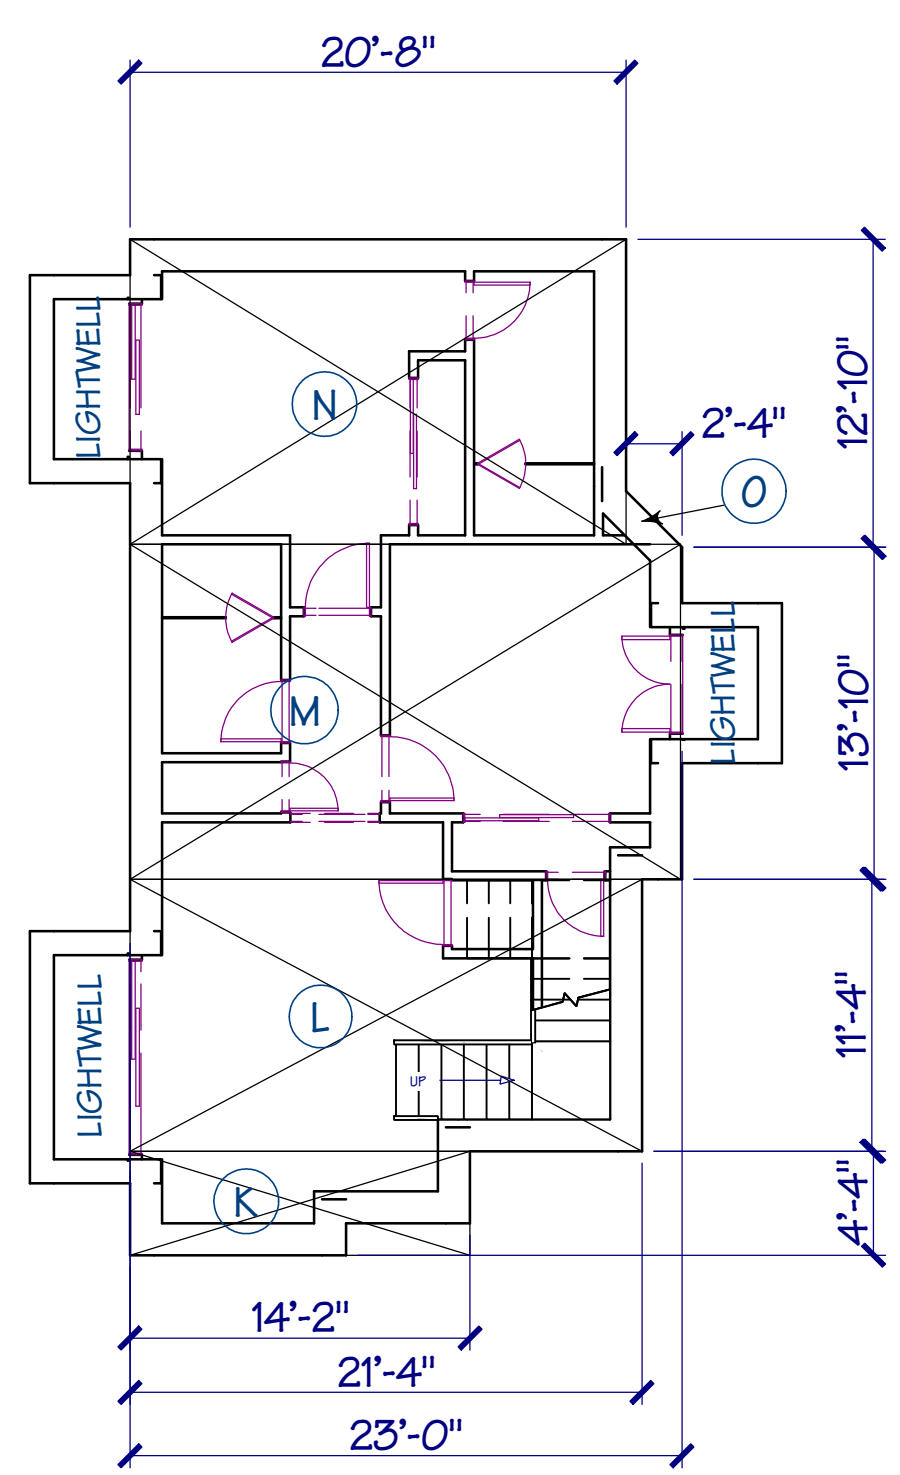 20'-8"
LIGHTWELL
N
12'-10"
2'-4"
O
LIGHTWELL
13'-10"
M
LIGHTWELL
L
11'-4"
UP
K
4'-4"
14'-2"
21'-4"
23'-0"